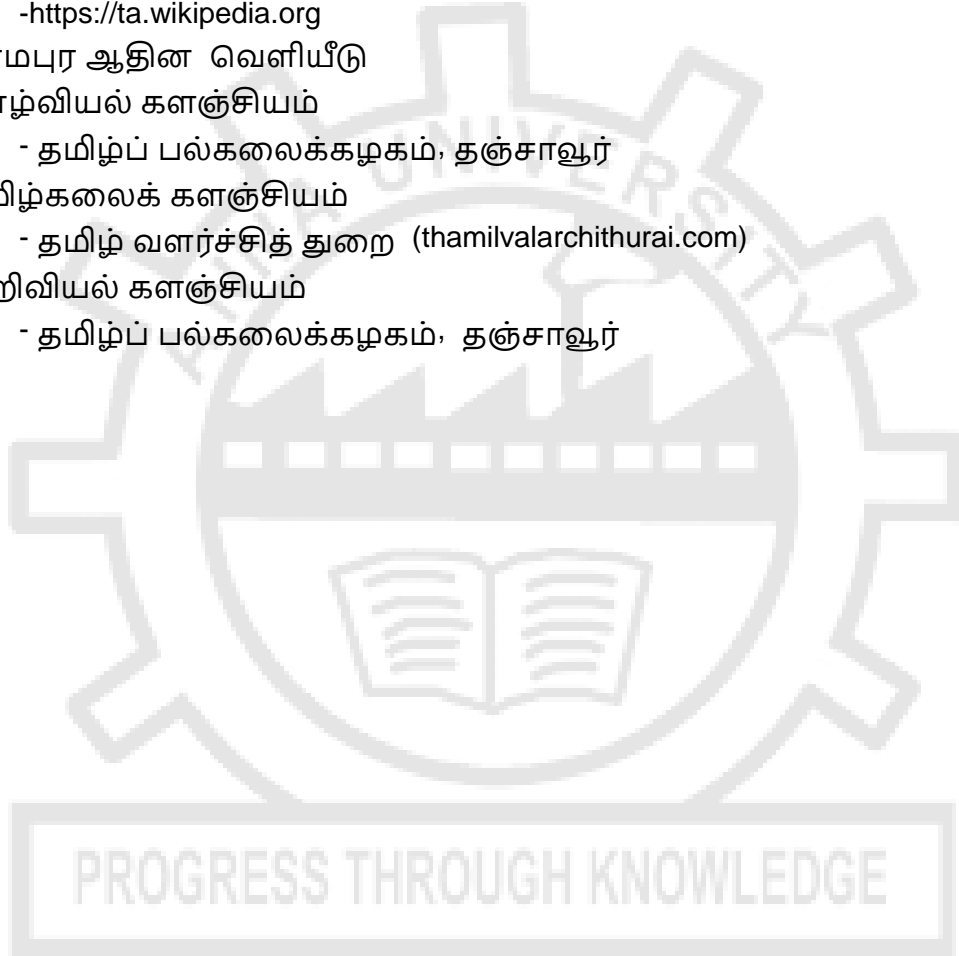 -https://ta.wikipedia.org
ஆதின வெளியீடு
களஞ்சியம்
- தமிழ்ப் பல்கலைக்கழகம், தஞ்சாவூர்
களஞ்சியம்
- தமிழ் வளர்ச்சித் துறை (thamilvalarchithurai.com)
களஞ்சியம்
- தமிழ்ப் பல்கலைக்கழகம், தஞ்சாவூர்
UNIVERSITY
PROGRESS THROUGH KNOWLEDGE